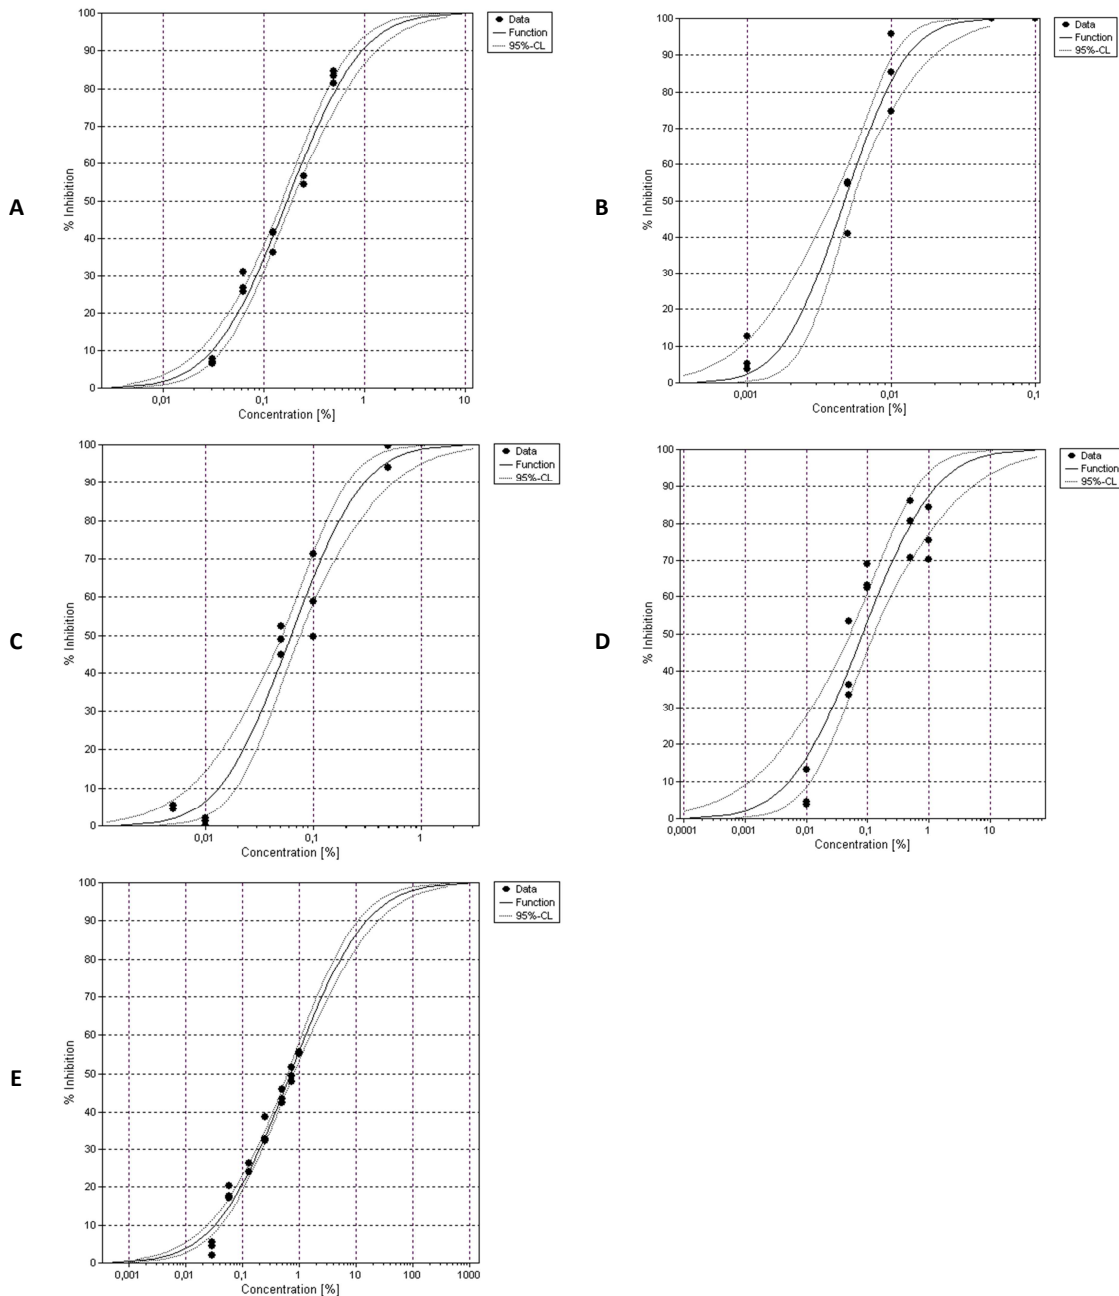 A
% Inhibition
100
90
80
70
60
50
40
30
20
10
0
0,01 0,1 1 10
Concentration [%]
Data
Function
95%-CL
B
% Inhibition
100
90
80
70
60
50
40
30
20
10
0
0,001 0,01 0,1
Concentration [%]
Data
Function
95%-CL
C
% Inhibition
100
90
80
70
60
50
40
30
20
10
0
0,01 0,1 1
Concentration [%]
Data
Function
95%-CL
D
% Inhibition
100
90
80
70
60
50
40
30
20
10
0
0,0001 0,001 0,01 0,1 1 10
Concentration [%]
Data
Function
95%-CL
E
% Inhibition
100
90
80
70
60
50
40
30
20
10
0
0,001 0,01 0,1 1 10 100 1000
Concentration [%]
Data
Function
95%-CL